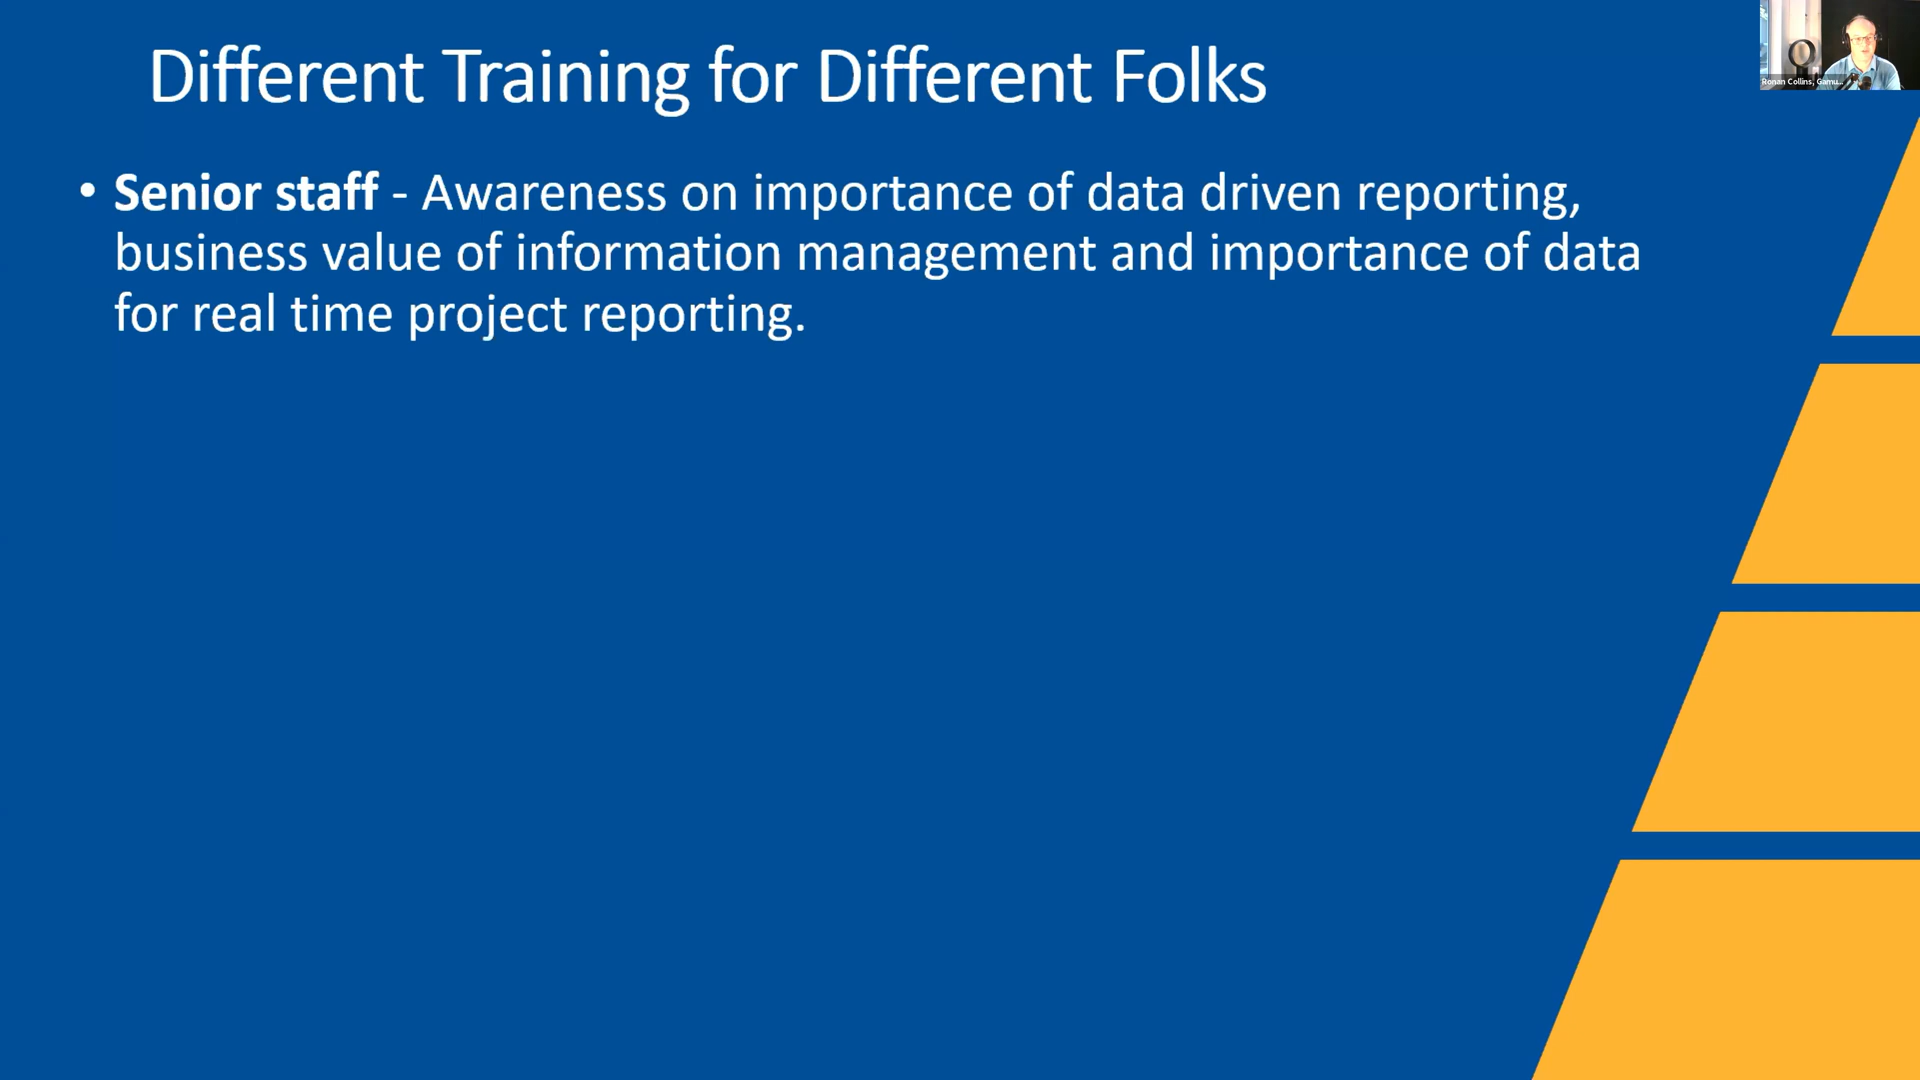 Different Training for Different Folks
• Senior staff - Awareness on importance of data driven reporting,
business value of information management and importance of data
for real time project reporting.
Ronan Collins, Gamu...